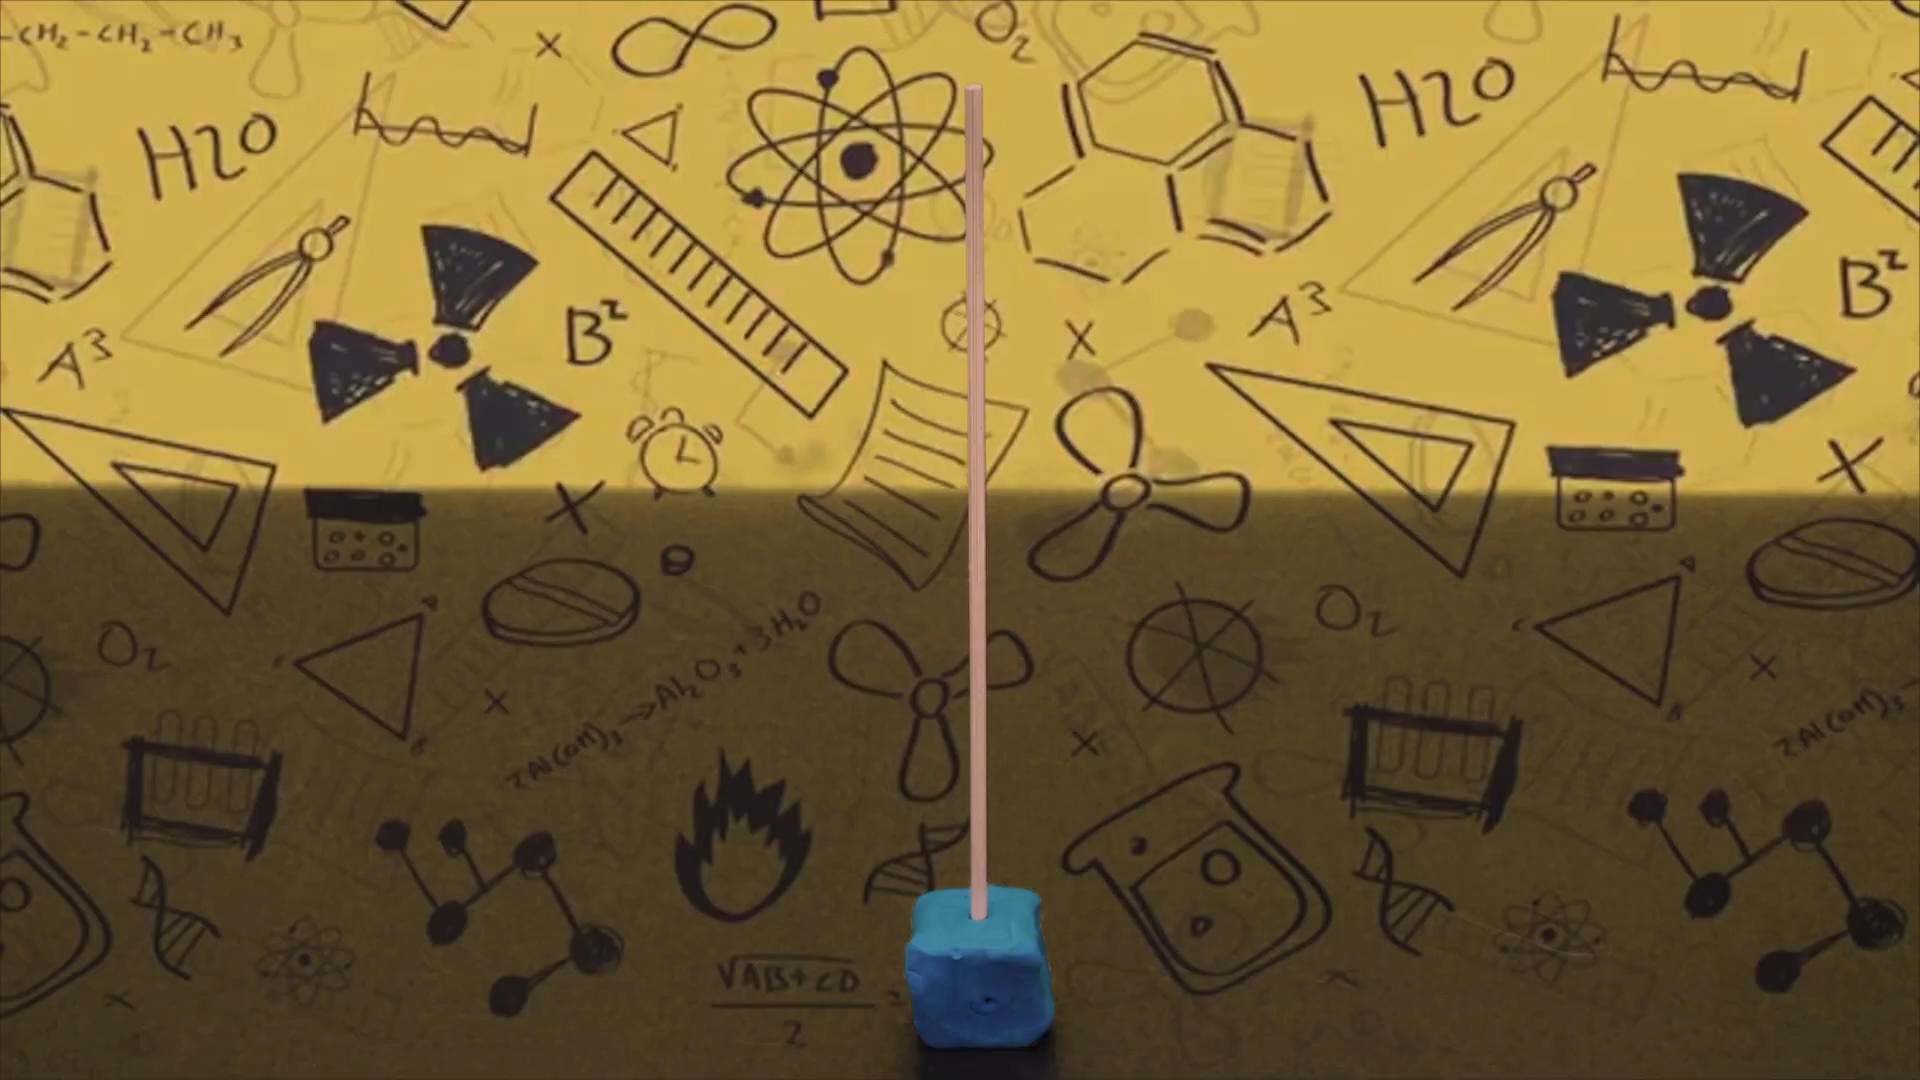 -CH₂-CH₂-CH₃
O₂
H2O
H2O
B²
B²
A³
A³
O₂
O₂
2Al(OH)₃→Al₂O₃+3H₂O
2Al(OH)₃→
√AB+CD
=
2